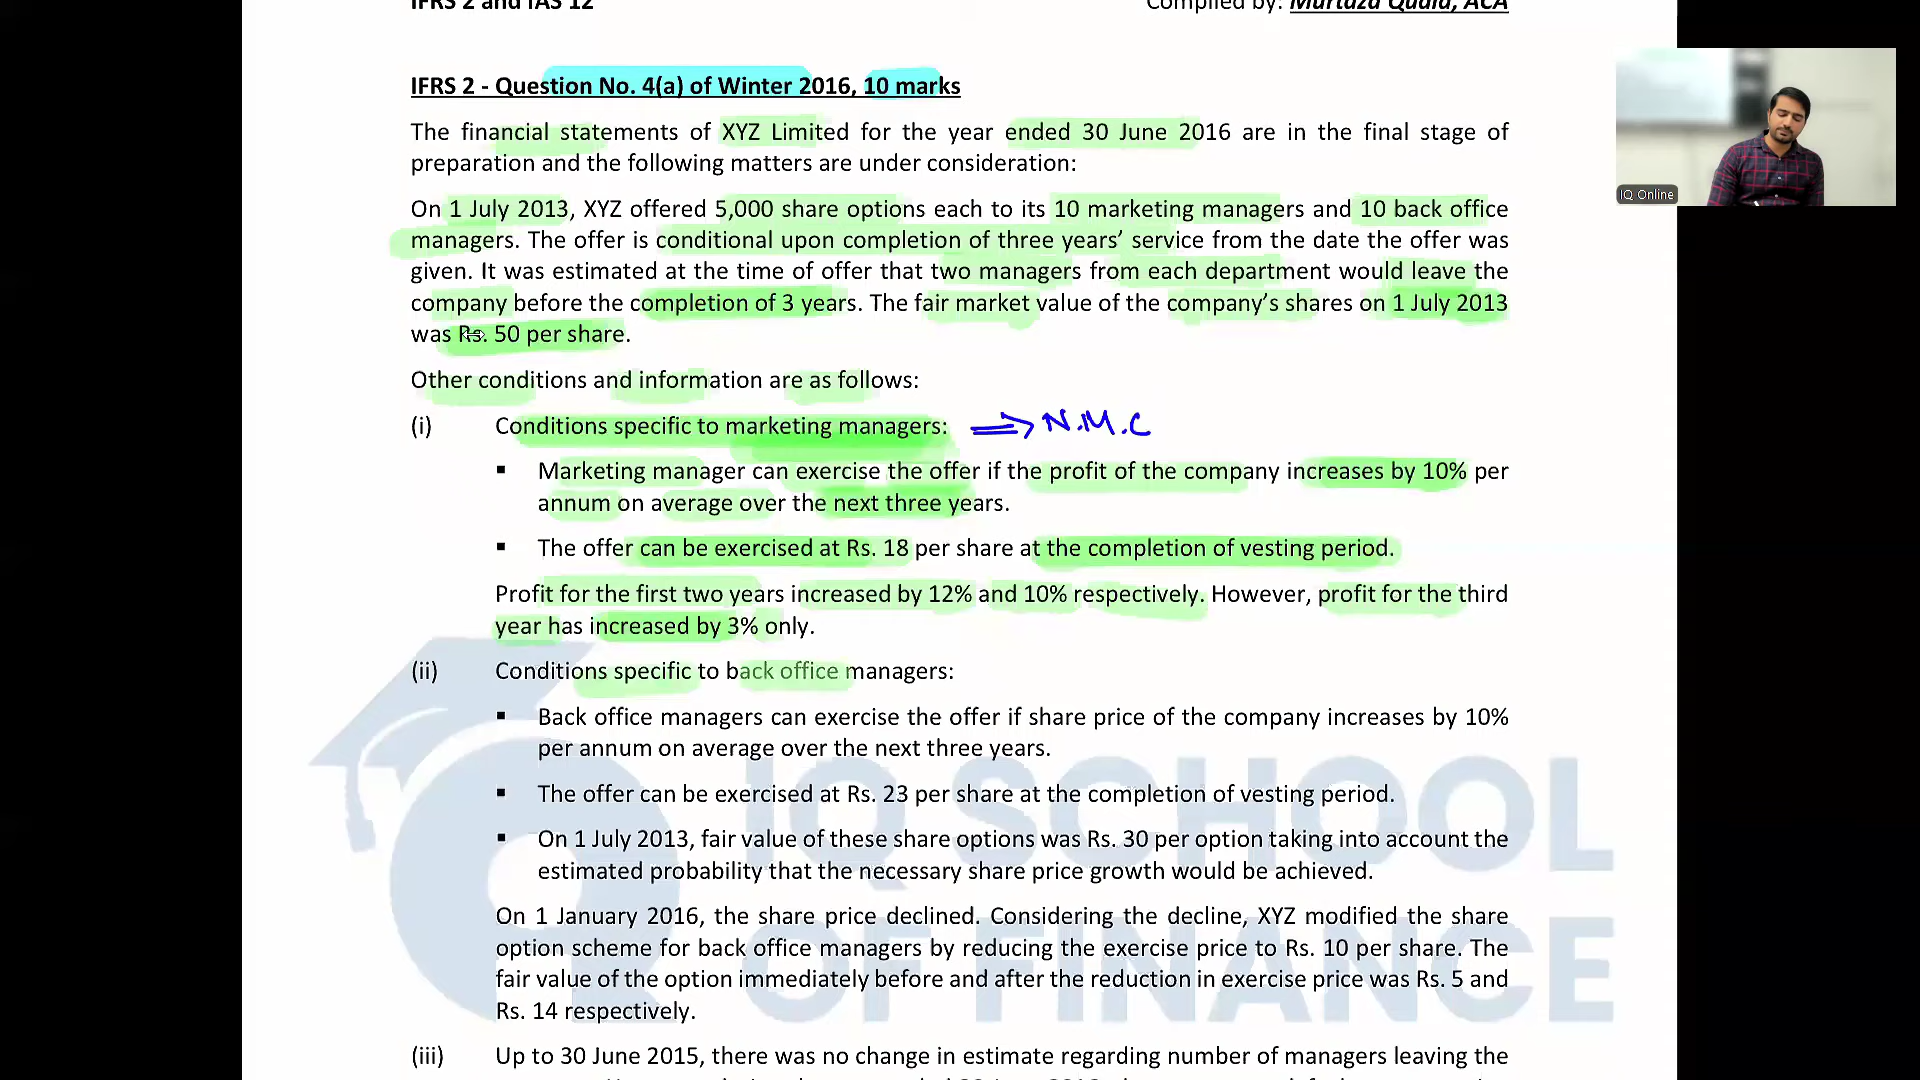 IFRS 2 and IAS 12
Compiled by: Murtaza Quaid, ACA
IFRS 2 - Question No. 4(a) of Winter 2016, 10 marks
The financial statements of XYZ Limited for the year ended 30 June 2016 are in the final stage of
preparation and the following matters are under consideration:
On 1 July 2013, XYZ offered 5,000 share options each to its 10 marketing managers and 10 back office
managers. The offer is conditional upon completion of three years’ service from the date the offer was
given. It was estimated at the time of offer that two managers from each department would leave the
company before the completion of 3 years. The fair market value of the company’s shares on 1 July 2013
was Rs. 50 per share.
Other conditions and information are as follows:
(i) Conditions specific to marketing managers: ⇒ N.M.C
▪ Marketing manager can exercise the offer if the profit of the company increases by 10% per
annum on average over the next three years.
▪ The offer can be exercised at Rs. 18 per share at the completion of vesting period.
Profit for the first two years increased by 12% and 10% respectively. However, profit for the third
year has increased by 3% only.
(ii) Conditions specific to back office managers:
▪ Back office managers can exercise the offer if share price of the company increases by 10%
per annum on average over the next three years.
▪ The offer can be exercised at Rs. 23 per share at the completion of vesting period.
▪ On 1 July 2013, fair value of these share options was Rs. 30 per option taking into account the
estimated probability that the necessary share price growth would be achieved.
On 1 January 2016, the share price declined. Considering the decline, XYZ modified the share
option scheme for back office managers by reducing the exercise price to Rs. 10 per share. The
fair value of the option immediately before and after the reduction in exercise price was Rs. 5 and
Rs. 14 respectively.
(iii) Up to 30 June 2015, there was no change in estimate regarding number of managers leaving the
IQ Online
IQ SCHOOL
OF FINANCE